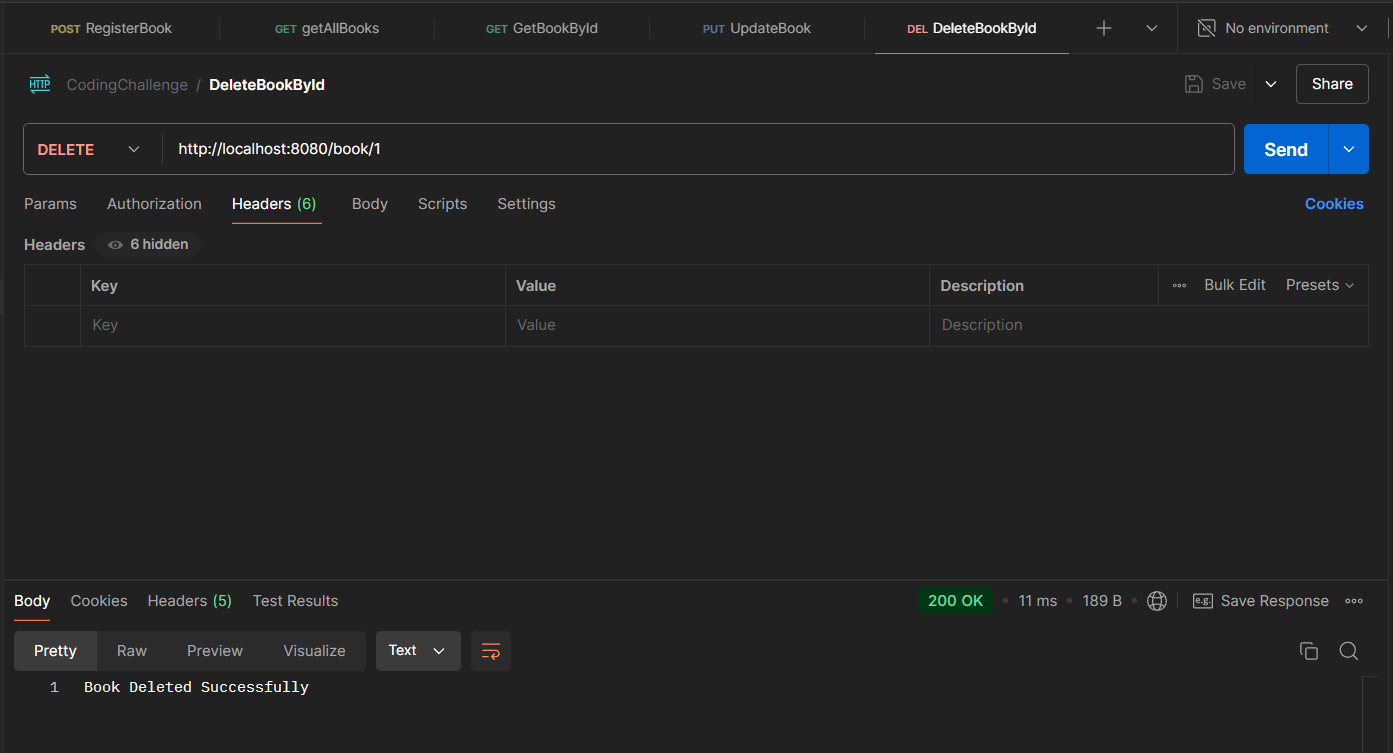 POST RegisterBook GET getAllBooks GET GetBookById PUT UpdateBook DEL DeleteBookById No environment
HTTP CodingChallenge / DeleteBookById Save Share
DELETE http://localhost:8080/book/1 Send
Params Authorization Headers (6) Body Scripts Settings Cookies
Headers 6 hidden
Key Value Description Bulk Edit Presets
Key Value Description
Body Cookies Headers (5) Test Results 200 OK 11 ms 189 B e.g. Save Response
Pretty Raw Preview Visualize Text
1 Book Deleted Successfully